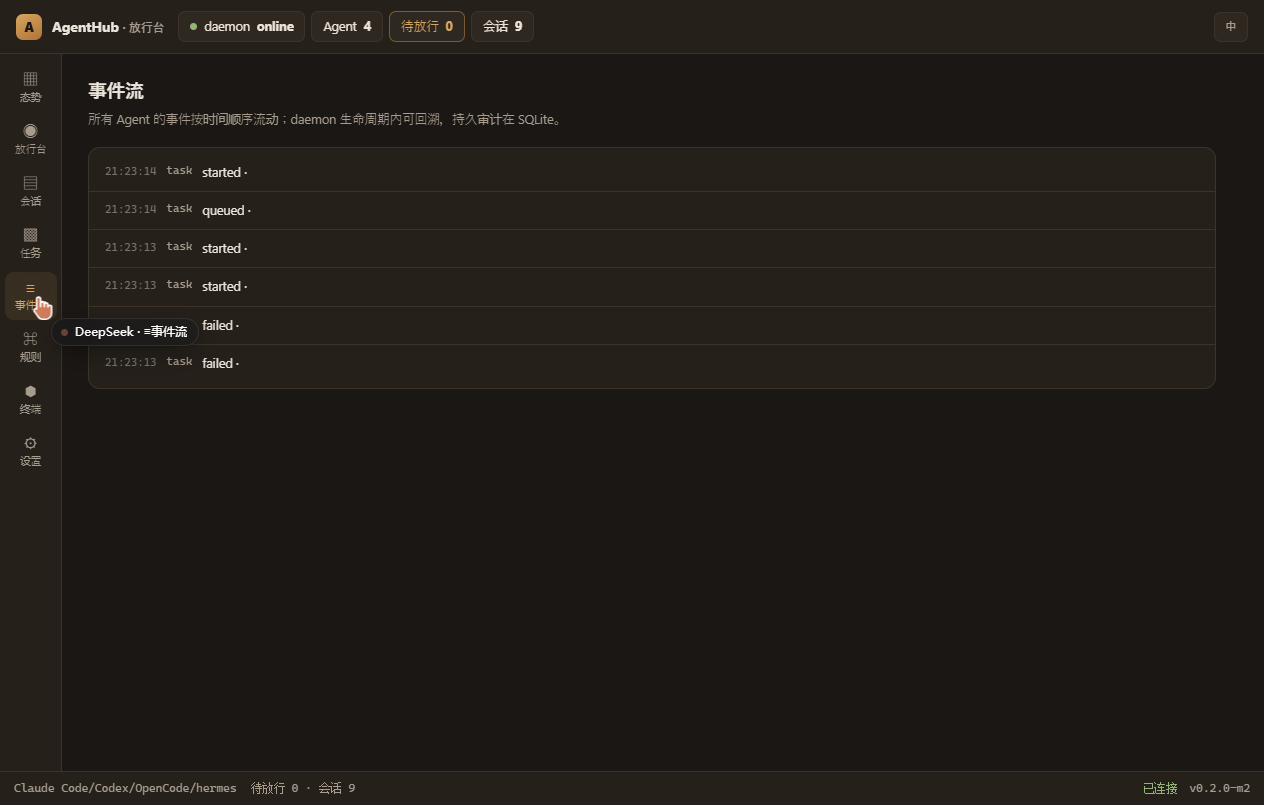 A AgentHub · 放行台 daemon online Agent 4 待放行 0 会话 9 中
态势
放行台
会话
任务
事件
规则
终端
设置
事件流
所有 Agent 的事件按时间顺序流动；daemon 生命周期内可回溯，持久审计在 SQLite。
21:23:14 task started ·
21:23:14 task queued ·
21:23:13 task started ·
21:23:13 task started ·
failed ·
21:23:13 task failed ·
DeepSeek · ≡事件流
Claude Code/Codex/OpenCode/hermes 待放行 0 · 会话 9 已连接 v0.2.0-m2